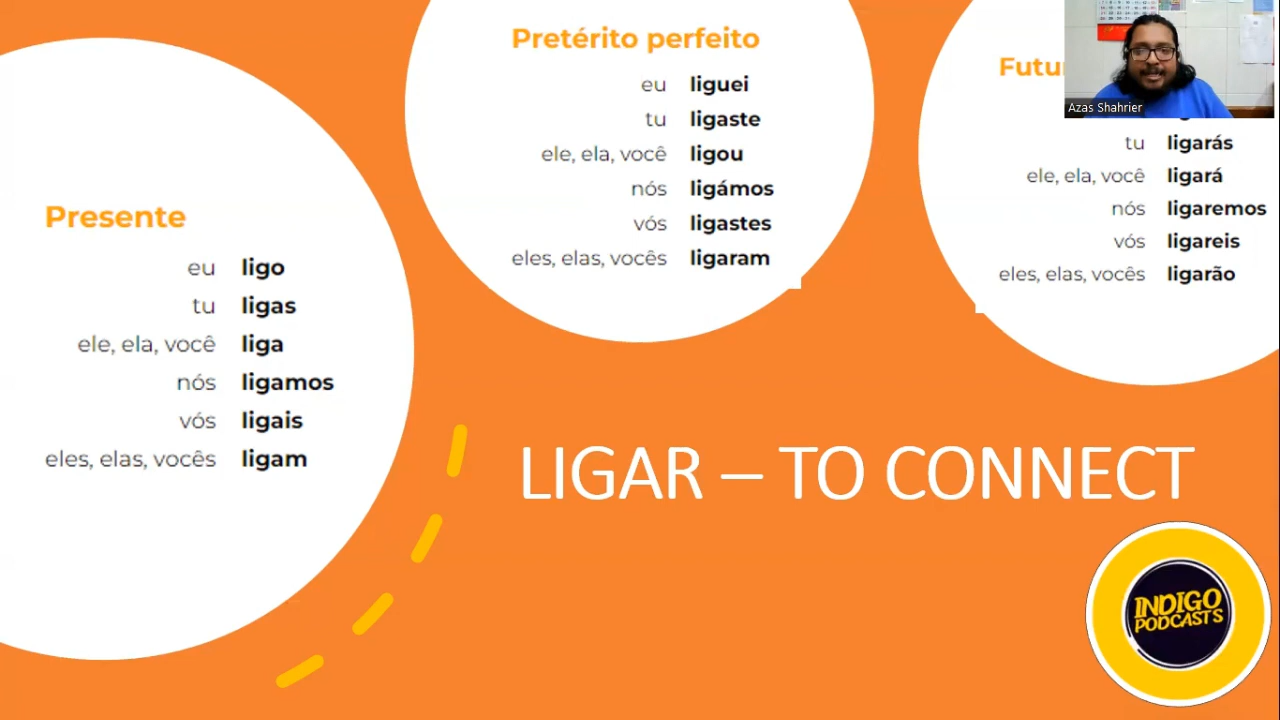 Presente
eu ligo
tu ligas
ele, ela, você liga
nós ligamos
vós ligais
eles, elas, vocês ligam
Pretérito perfeito
eu liguei
tu ligaste
ele, ela, você ligou
nós ligámos
vós ligastes
eles, elas, vocês ligaram
Futu
Azas Shahrier
tu ligarás
ele, ela, você ligará
nós ligaremos
vós ligareis
eles, elas, vocês ligarão
LIGAR – TO CONNECT
INDIGO
PODCASTS